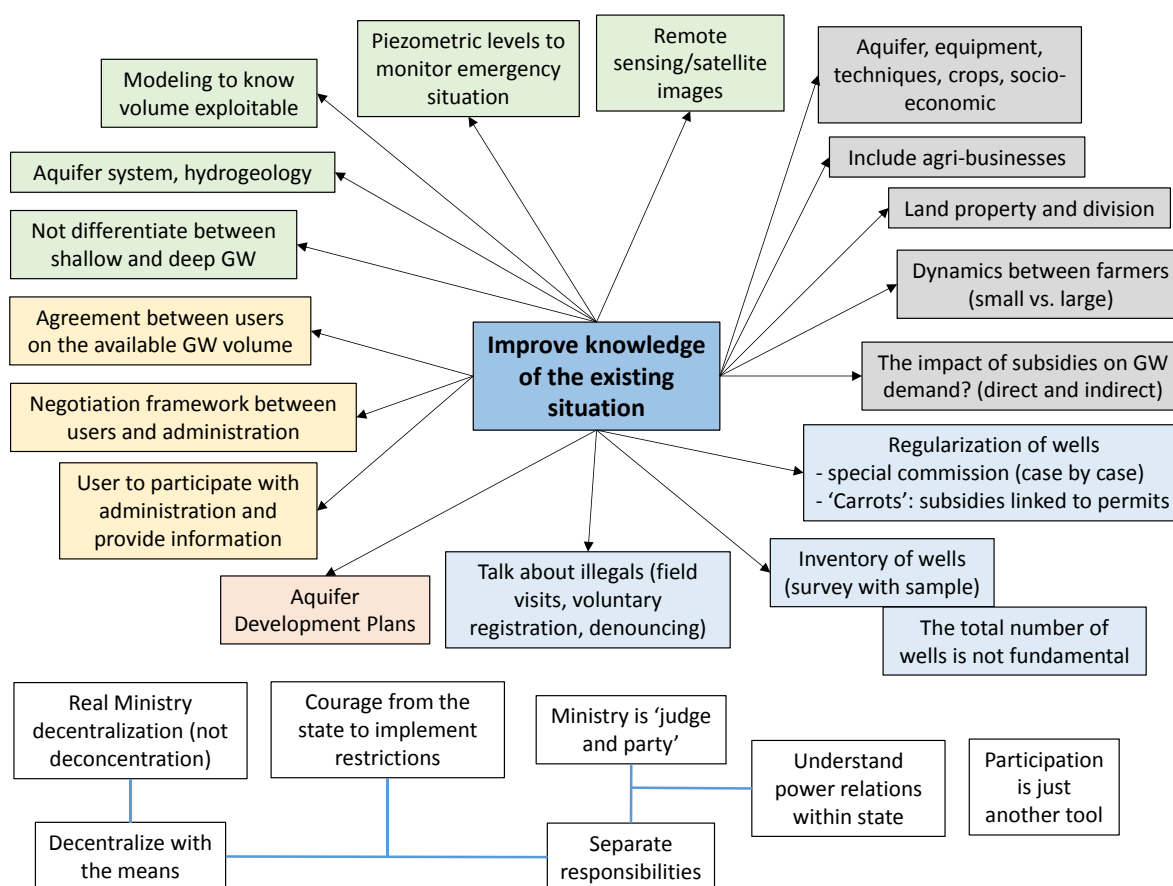 Piezometric levels to
monitor emergency
situation
Remote
sensing/satellite
images
Aquifer, equipment,
techniques, crops, socio-
economic
Modeling to know
volume exploitable
Include agri-businesses
Aquifer system, hydrogeology
Land property and division
Not differentiate between
shallow and deep GW
Dynamics between farmers
(small vs. large)
Agreement between users
on the available GW volume
Improve knowledge
of the existing
situation
The impact of subsidies on GW
demand? (direct and indirect)
Negotiation framework between
users and administration
Regularization of wells
- special commission (case by case)
- ‘Carrots’: subsidies linked to permits
User to participate with
administration and
provide information
Aquifer
Development Plans
Talk about illegals (field
visits, voluntary
registration, denouncing)
Inventory of wells
(survey with sample)
The total number of
wells is not fundamental
Real Ministry
decentralization (not
deconcentration)
Courage from the
state to implement
restrictions
Ministry is ‘judge
and party’
Understand
power relations
within state
Participation
is just
another tool
Decentralize with
the means
Separate
responsibilities